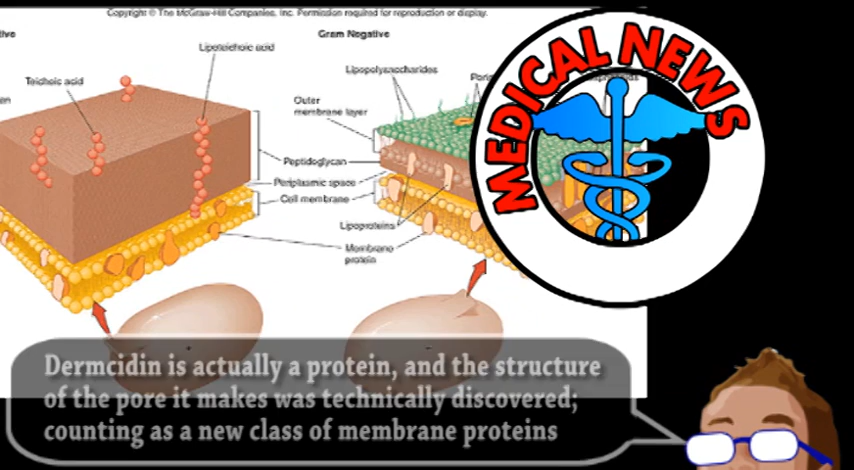 Copyright © The McGraw-Hill Companies, Inc. Permission required for reproduction or display.
Gram Negative
Lipoteichoic acid
Teichoic acid
Lipopolysaccharides
Outer
membrane layer
Peptidoglycan
Periplasmic space
Cell membrane
Lipoproteins
Membrane
protein
MEDICAL NEWS
Dermcidin is actually a protein, and the structure
of the pore it makes was technically discovered;
counting as a new class of membrane proteins